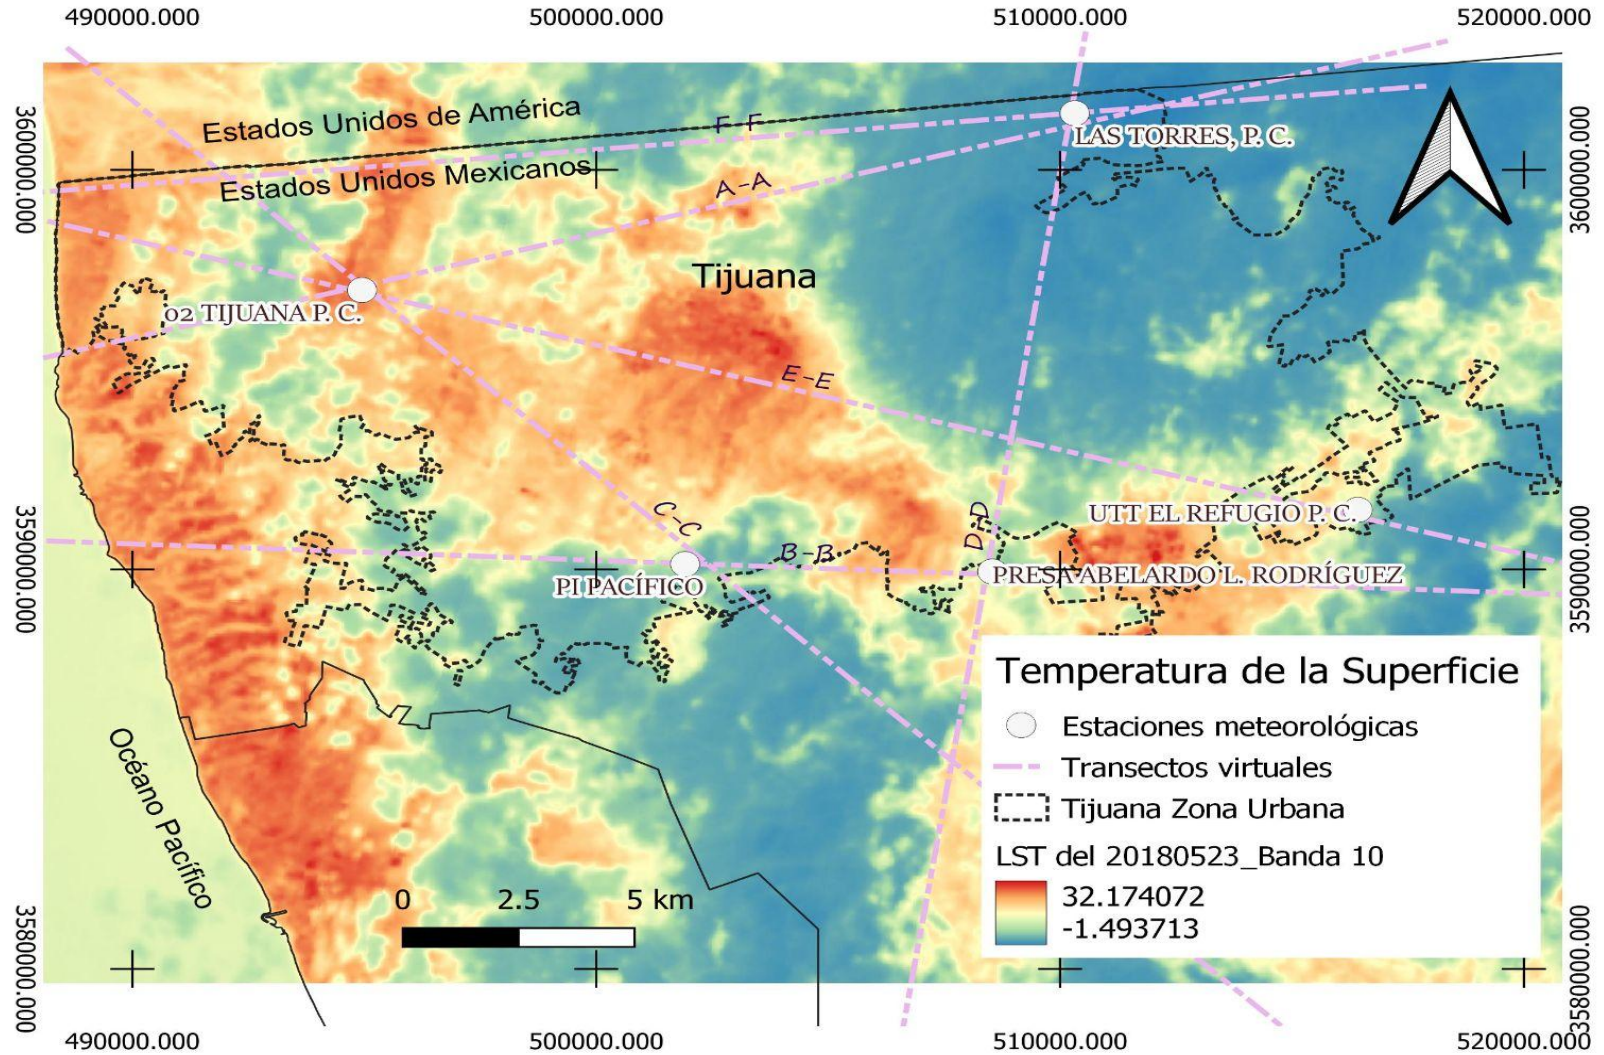 490000.000 500000.000 510000.000 520000.000
3600000.000
3600000.000
Estados Unidos de América
F-F
LAS TORRES, P. C.
Estados Unidos Mexicanos
A-A
Tijuana
02 TIJUANA P. C.
E-E
C-C
D-D
UTT EL REFUGIO P. C.
3590000.000
3590000.000
B-B
PI PACÍFICO
PRESA ABELARDO L. RODRÍGUEZ
Océano Pacífico
Temperatura de la Superficie
Estaciones meteorológicas
Transectos virtuales
Tijuana Zona Urbana
LST del 20180523_Banda 10
32.174072
-1.493713
0 2.5 5 km
3580000.000
3580000.000
490000.000 500000.000 510000.000 520000.000